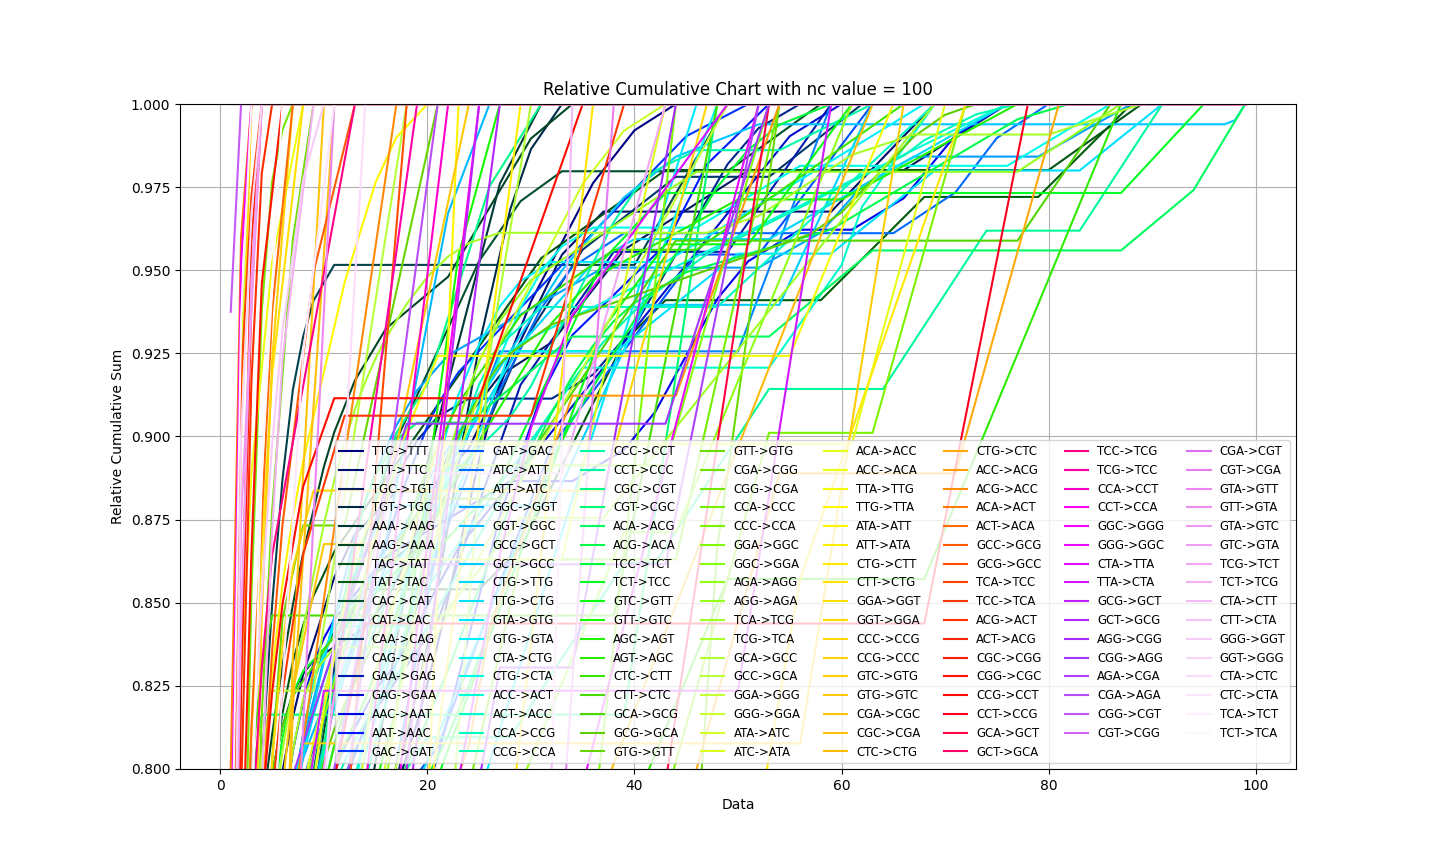 Relative Cumulative Chart with nc value = 100
1.000
0.975
0.950
0.925
0.900
0.875
0.850
0.825
0.800
Relative Cumulative Sum
TTC->TTT GAT->GAC CCC->CCT GTT->GTG ACA->ACC CTG->CTC TCC->TCG CGA->CGT
TTT->TTC ATC->ATT CCT->CCC CGA->CGG ACC->ACA ACC->ACG TCG->TCC CGT->CGA
TGC->TGT ATT->ATC CGC->CGT CGG->CGA TTA->TTG ACG->ACC CCA->CCT GTA->GTT
TGT->TGC GGC->GGT CGT->CGC CCA->CCC TTG->TTA ACA->ACT CCT->CCA GTT->GTA
AAA->AAG GGT->GGC ACA->ACG CCC->CCA ATA->ATT ACT->ACA GGC->GGG GTA->GTC
AAG->AAA GCC->GCT ACG->ACA GGA->GGC ATT->ATA GCC->GCG GGG->GGC GTC->GTA
TAC->TAT GCT->GCC TCC->TCT GGC->GGA CTG->CTT GCG->GCC CTA->TTA TCG->TCT
TAT->TAC CTG->TTG TCT->TCC AGA->AGG CTT->CTG TCA->TCC TTA->CTA TCT->TCG
CAC->CAT TTG->CTG GTC->GTT AGG->AGA GGA->GGT TCC->TCA GCG->GCT CTA->CTT
CAT->CAC GTA->GTG GTT->GTC TCA->TCG GGT->GGA ACG->ACT GCT->GCG CTT->CTA
CAA->CAG GTG->GTA AGC->AGT TCG->TCA CCC->CCG ACT->ACG AGG->CGG GGG->GGT
CAG->CAA CTA->CTG AGT->AGC GCA->GCC CCG->CCC CGC->CGG CGG->AGG GGT->GGG
GAA->GAG CTG->CTA CTC->CTT GCC->GCA GTC->GTG CGG->CGC AGA->CGA CTA->CTC
GAG->GAA ACC->ACT CTT->CTC GGA->GGG GTG->GTC CCG->CCT CGA->AGA CTC->CTA
AAC->AAT ACT->ACC GCA->GCG GGG->GGA CGA->CGC CCT->CCG CGG->CGT TCA->TCT
AAT->AAC CCA->CCG GCG->GCA ATA->ATC CGC->CGA GCA->GCT CGT->CGG TCT->TCA
GAC->GAT CCG->CCA GTG->GTT ATC->ATA CTC->CTG GCT->GCA
0 20 40 60 80 100
Data